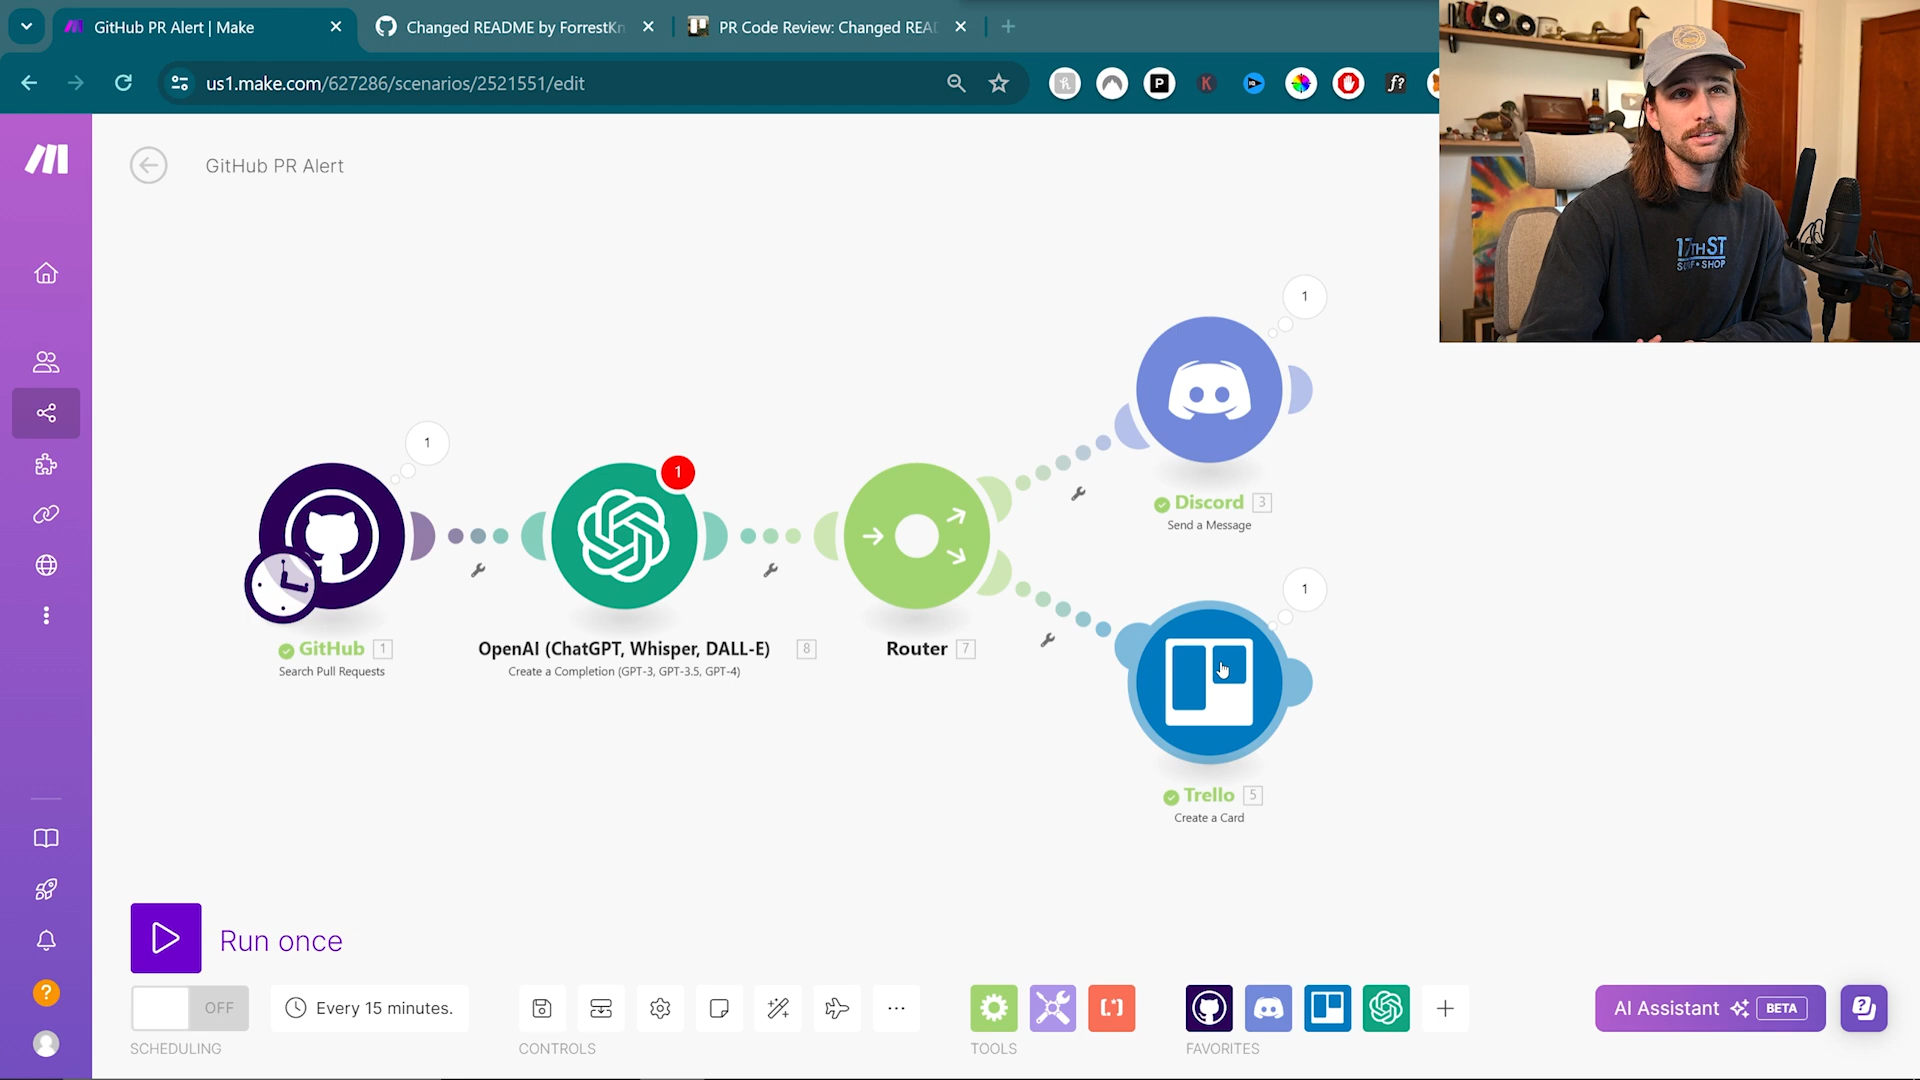 GitHub PR Alert | Make
Changed README by ForrestKn
PR Code Review: Changed REA
us1.make.com/627286/scenarios/2521551/edit
GitHub PR Alert
17TH ST
SURF • SHOP
1
1
1
Discord 3
Send a Message
1
GitHub 1
Search Pull Requests
OpenAI (ChatGPT, Whisper, DALL-E) 8
Create a Completion (GPT-3, GPT-3.5, GPT-4)
Router 7
Trello 5
Create a Card
Run once
OFF
Every 15 minutes.
SCHEDULING
CONTROLS
TOOLS
FAVORITES
AI Assistant BETA